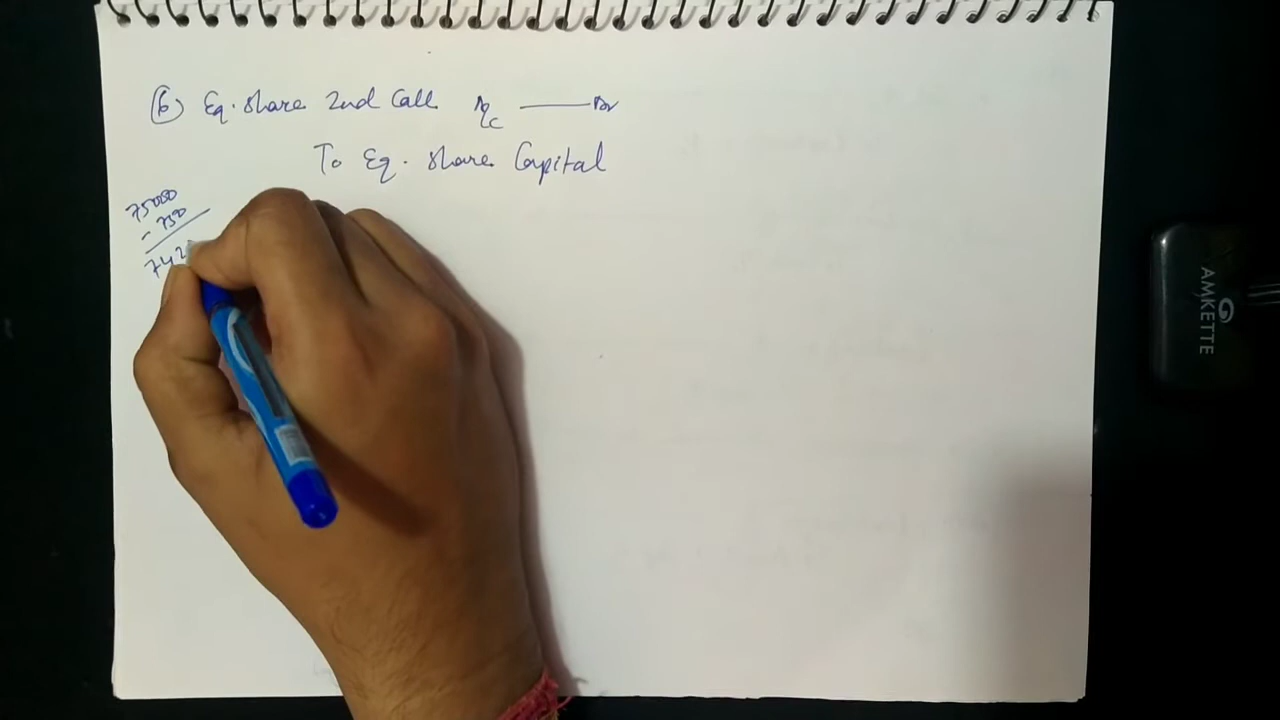 (6) Eq. Share 2nd Call A/c —— Dr
To Eq. Share Capital
75000
- 750
742
AMKETTE